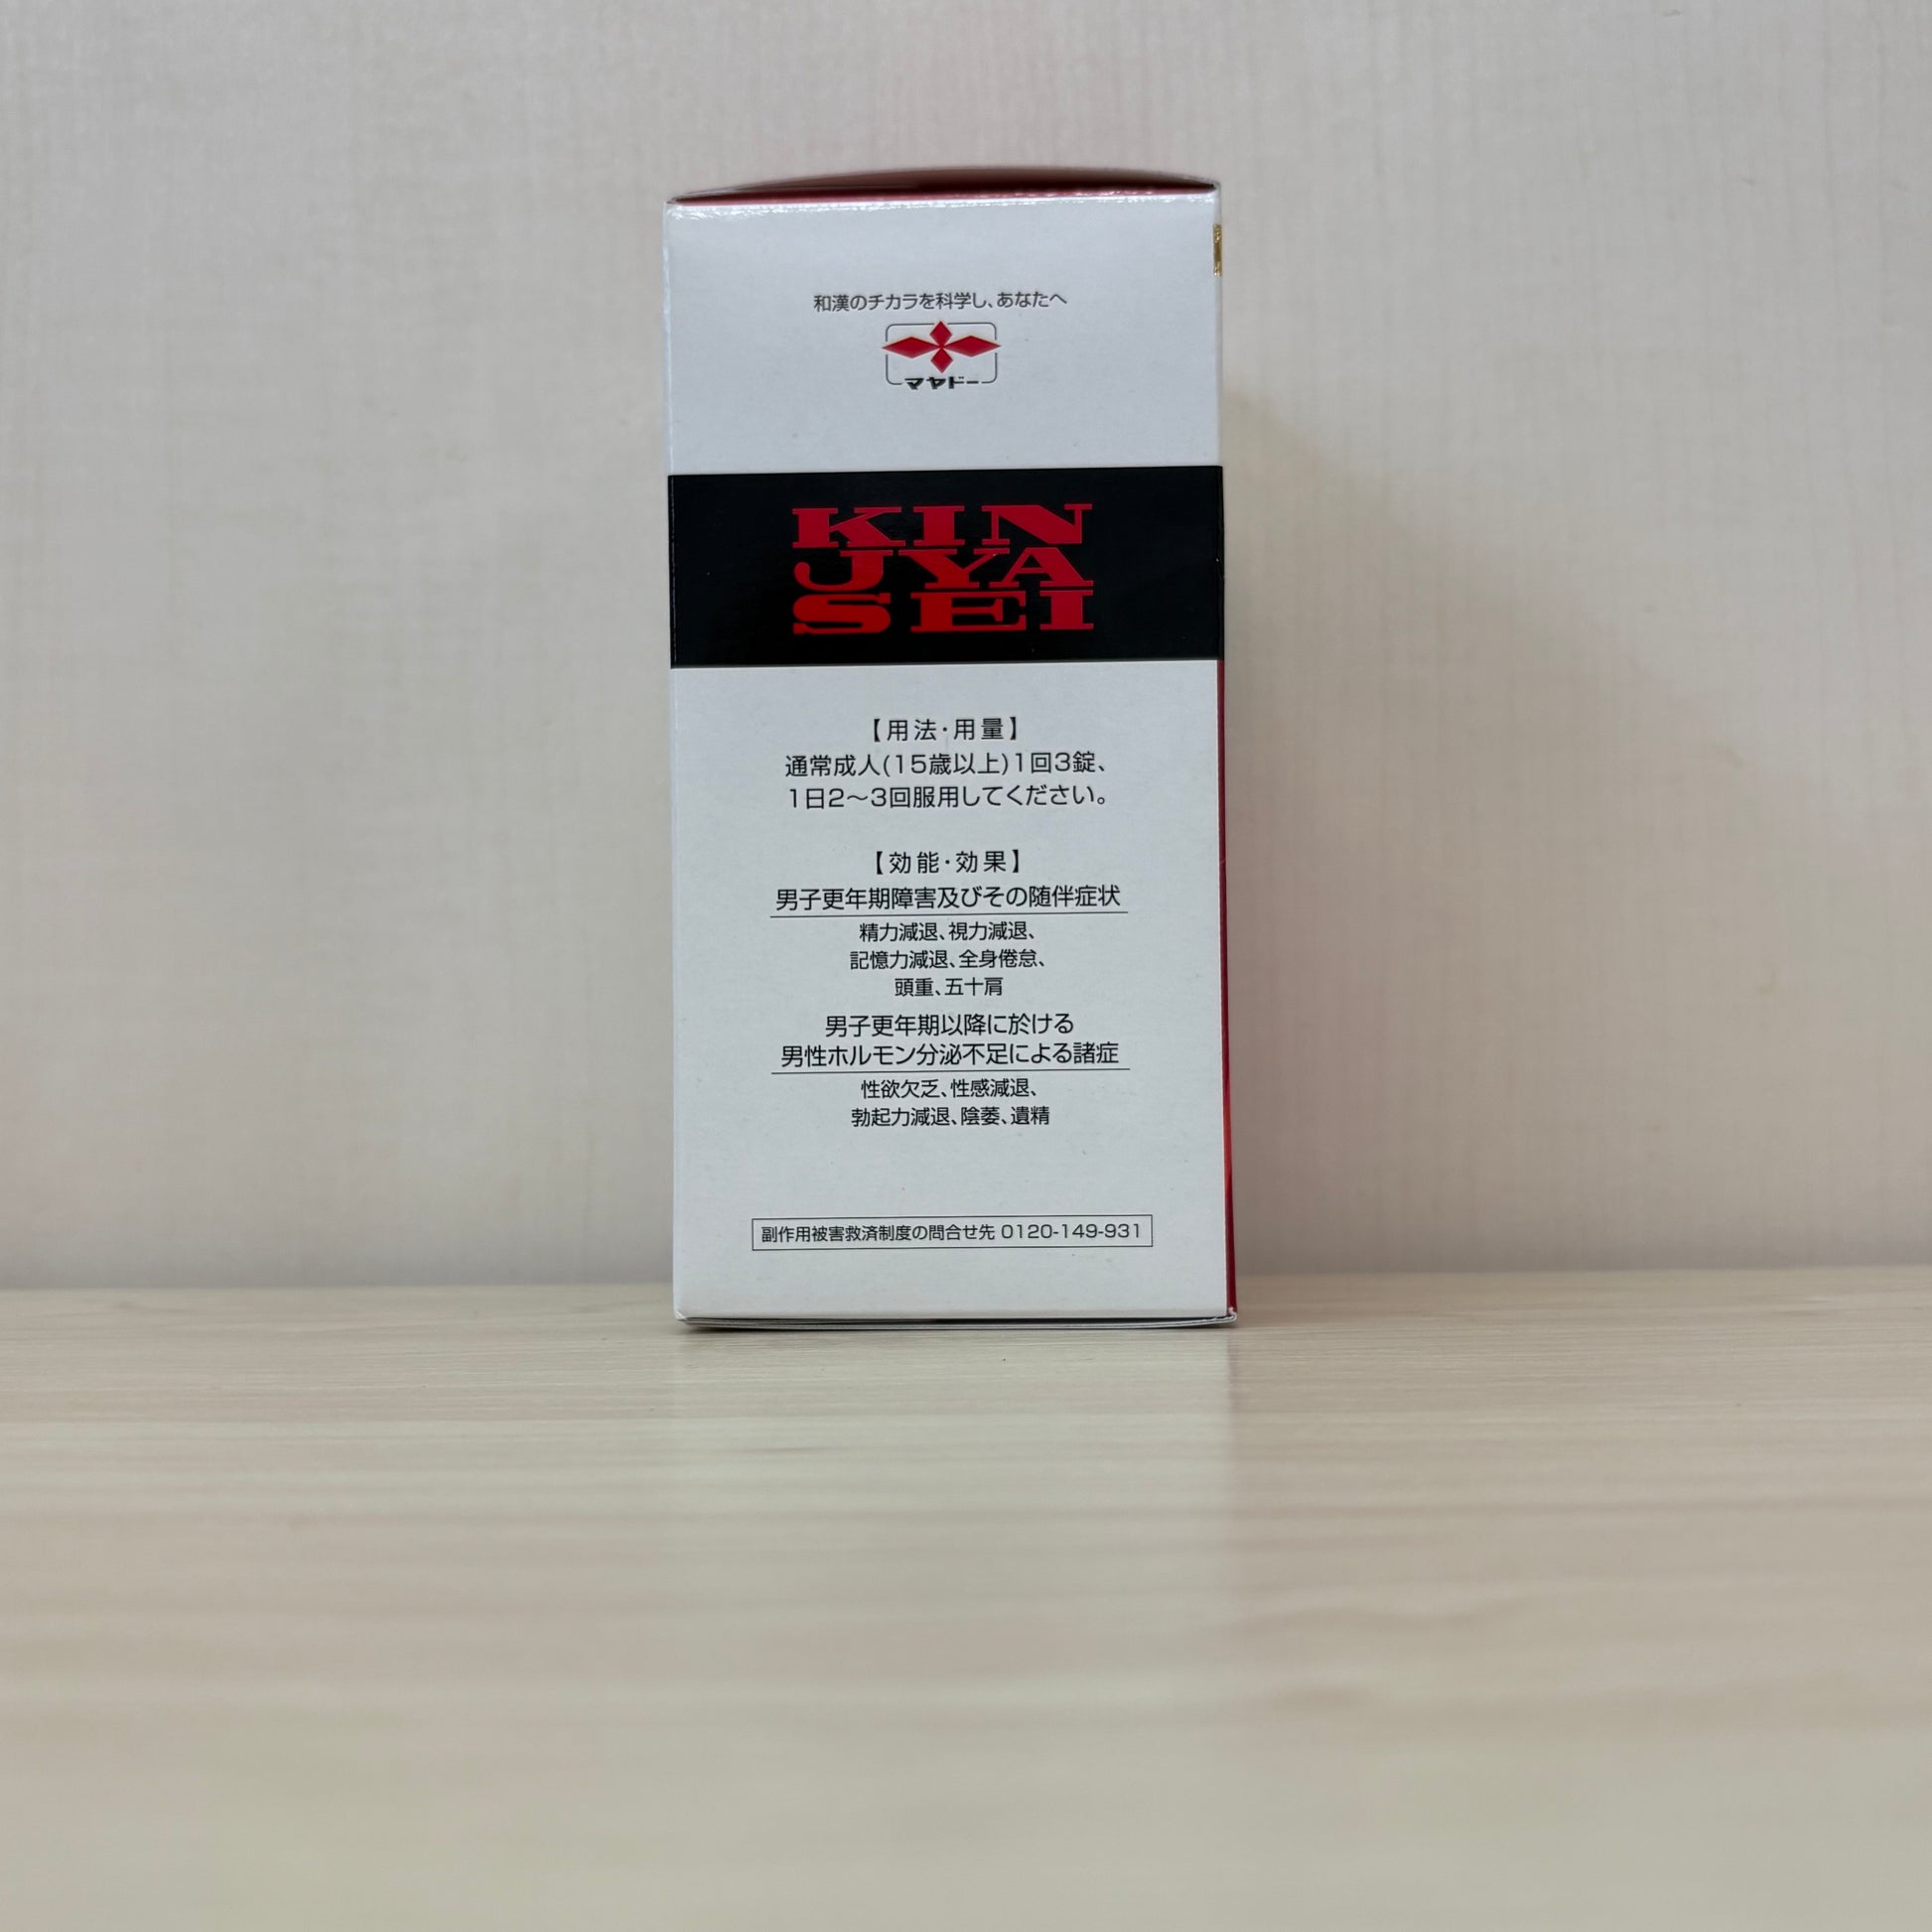 和漢のチカラを科学し、あなたへ
マヤドー
KIN
JYA
SEI
【用法・用量】
通常成人(15歳以上)1回3錠、
1日2〜3回服用してください。
【効能・効果】
男子更年期障害及びその随伴症状
精力減退、視力減退、
記憶力減退、全身倦怠、
頭重、五十肩
男子更年期以降に於ける
男性ホルモン分泌不足による諸症
性欲欠乏、性感減退、
勃起力減退、陰萎、遺精
副作用被害救済制度の問合せ先 0120-149-931